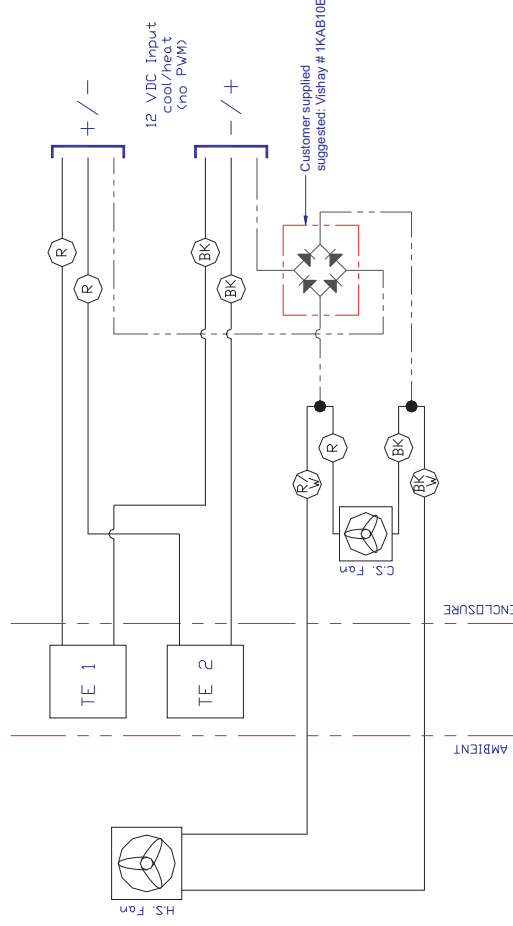 +/-
12 VDC Input
cool/heat
(no PWM)
-/+
Customer supplied
suggested: Vishay # 1KAB10E
R
R
BK
BK
R/
W
R
BK
BK/
W
C.S. Fan
ENCLOSURE
TE 1
TE 2
AMBIENT
H.S. Fan